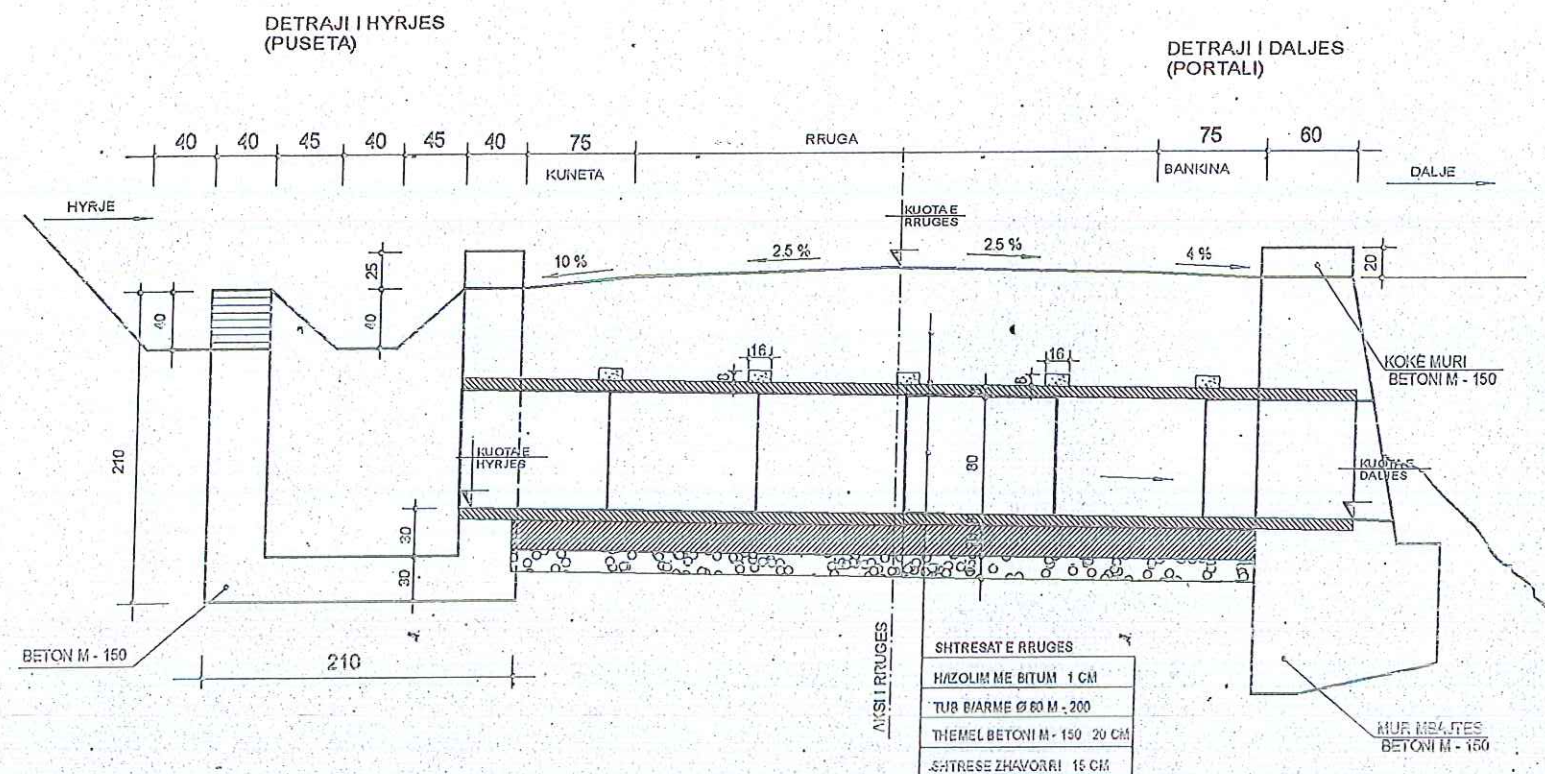 DETRAJI I HYRJES
(PUSETA)
DETRAJI I DALJES
(PORTALI)
40 40 45 40 45 40 75 RRUGA 75 60
KUNETA BANKINA DALJE
HYRJE
KUOTA E
RRUGES
10 % 2.5 % 2.5 % 4 %
25
20
40 40
16 16
8 8
KOKË MURI
BETONI M - 150
KUOTA E
HYRJES
KUOTA E
DALJES
210
80
30
30
BETON M - 150
210
AKSI I RRUGES
SHTRESAT E RRUGES
H/IZOLIM ME BITUM 1 CM
TUB B/ARME Ø 80 M - 200
THEMEL BETONI M - 150 20 CM
SHTRESE ZHAVORRI 15 CM
MUR MBAJTES
BETONI M - 150